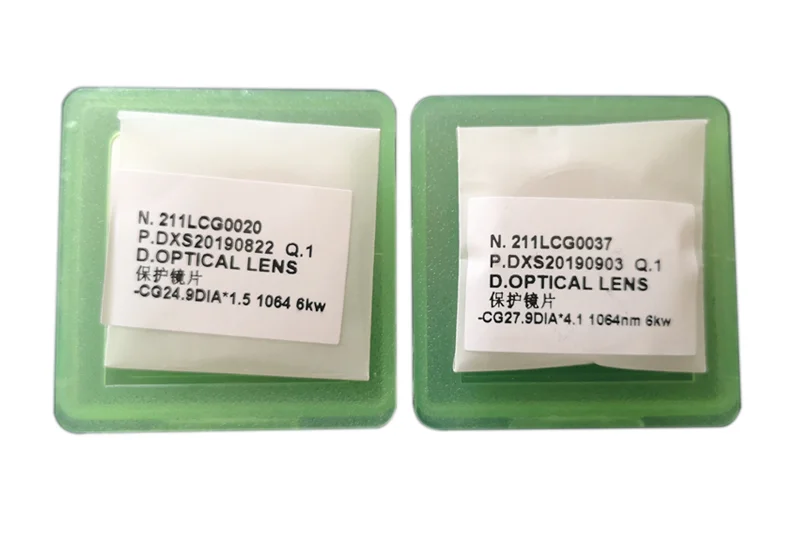 N. 211LCG0020
P.DXS20190822 Q.1
D.OPTICAL LENS
保护镜片
-CG24.9DIA*1.5 1064 6kw
N. 211LCG0037
P.DXS20190903 Q.1
D.OPTICAL LENS
保护镜片
-CG27.9DIA*4.1 1064nm 6kw